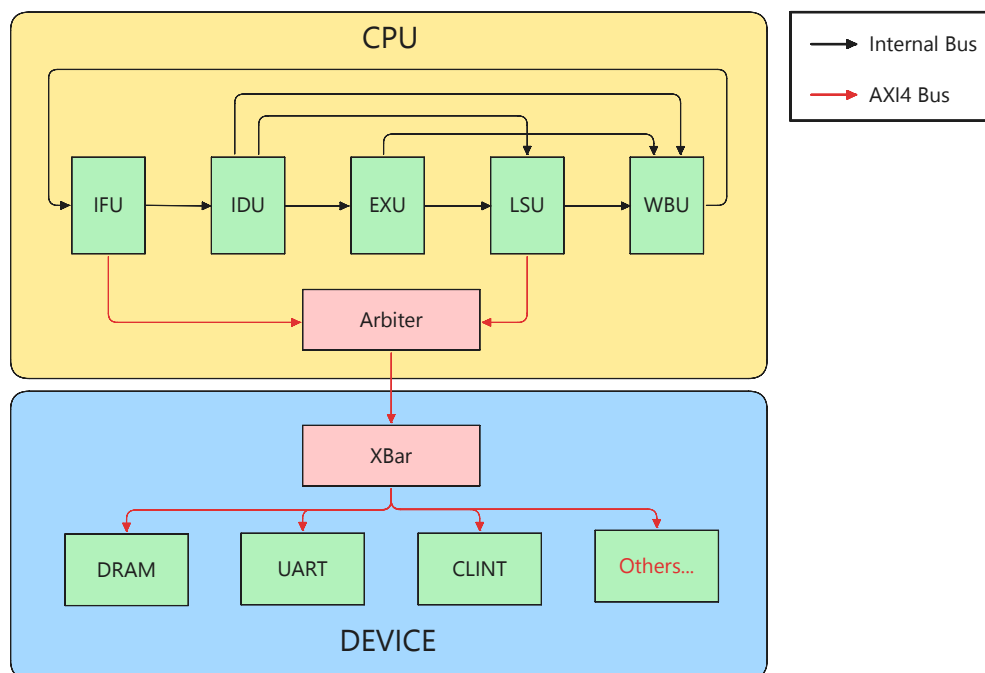 CPU
Internal Bus
AXI4 Bus
IFU
IDU
EXU
LSU
WBU
Arbiter
XBar
DRAM
UART
CLINT
Others...
DEVICE